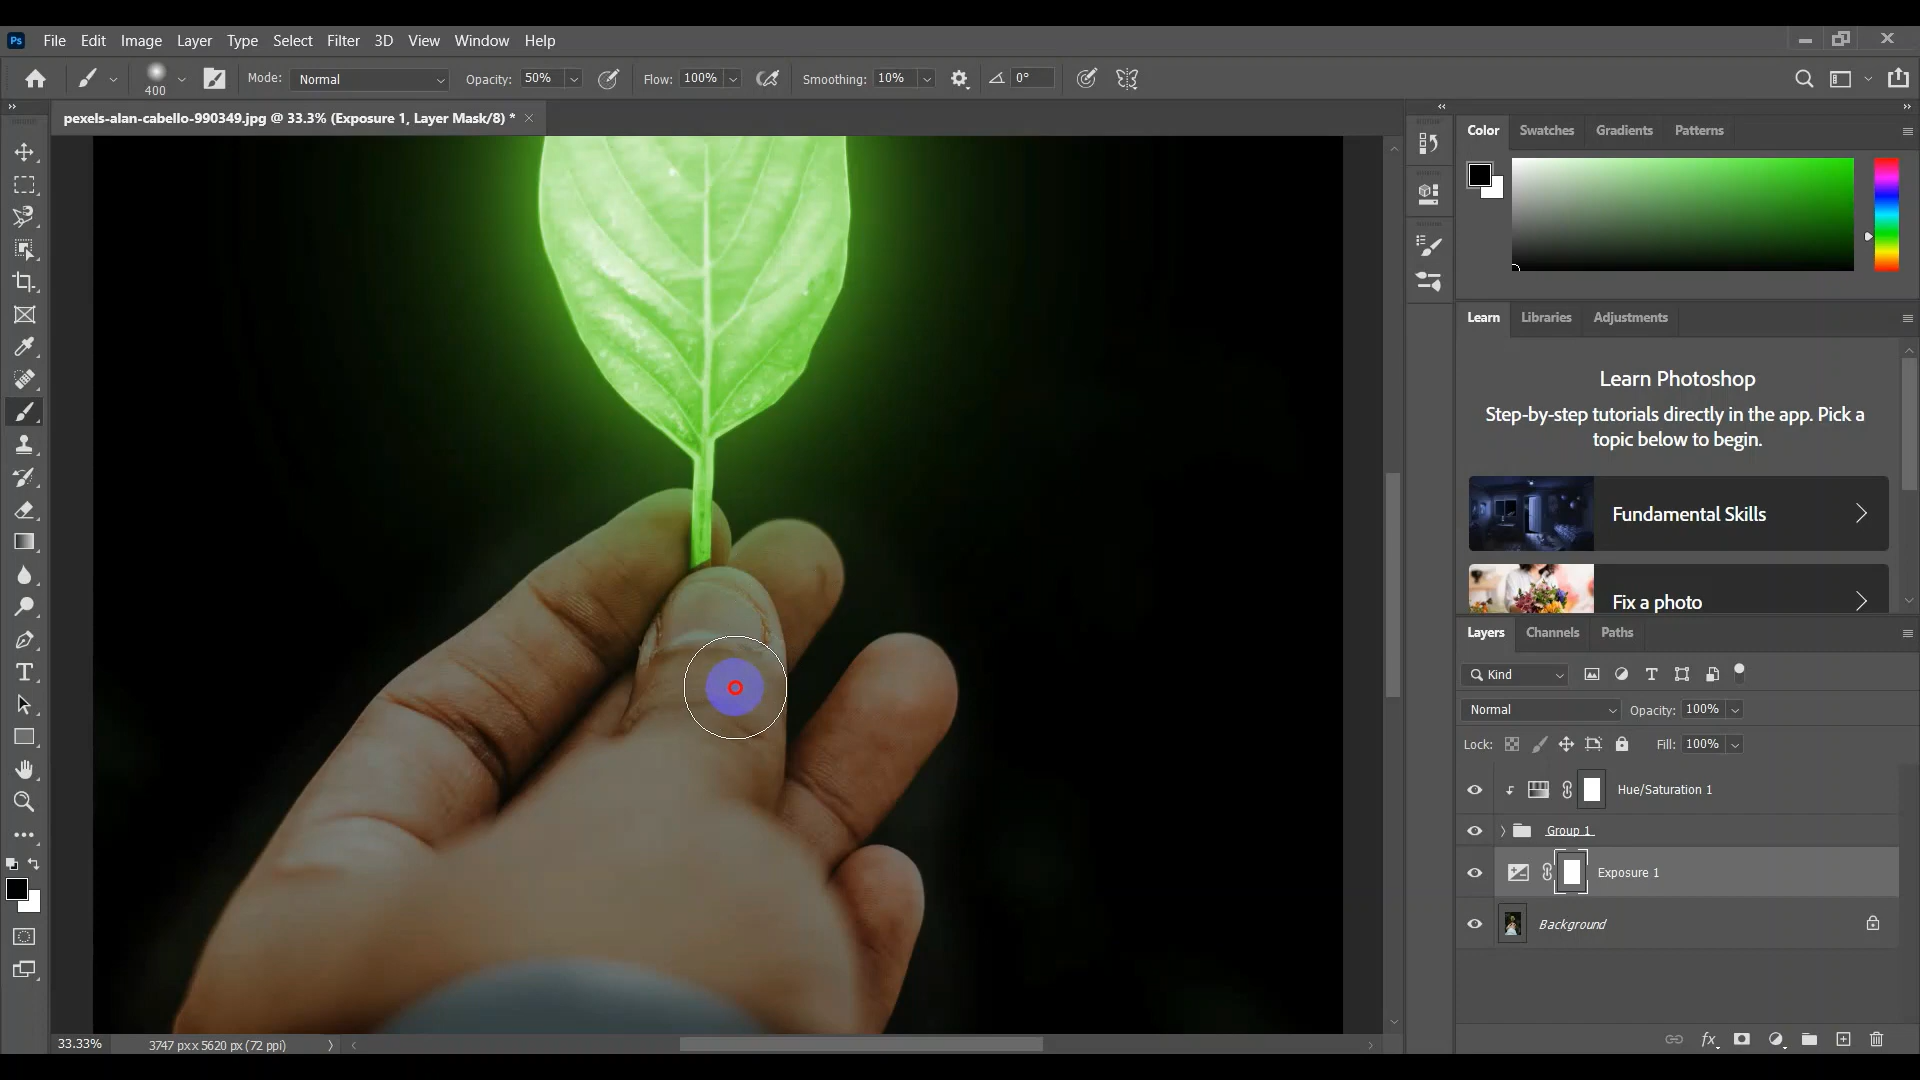 Ps File Edit Image Layer Type Select Filter 3D View Window Help
400 Mode: Normal Opacity: 50% Flow: 100% Smoothing: 10% 0°
pexels-alan-cabello-990349.jpg @ 33.3% (Exposure 1, Layer Mask/8) *
Color Swatches Gradients Patterns
Learn Libraries Adjustments
Learn Photoshop
Step-by-step tutorials directly in the app. Pick a
topic below to begin.
Fundamental Skills
Fix a photo
Layers Channels Paths
Kind
Normal Opacity: 100%
Lock: Fill: 100%
Hue/Saturation 1
Group 1
Exposure 1
Background
33.33% 3747 px x 5620 px (72 ppi)